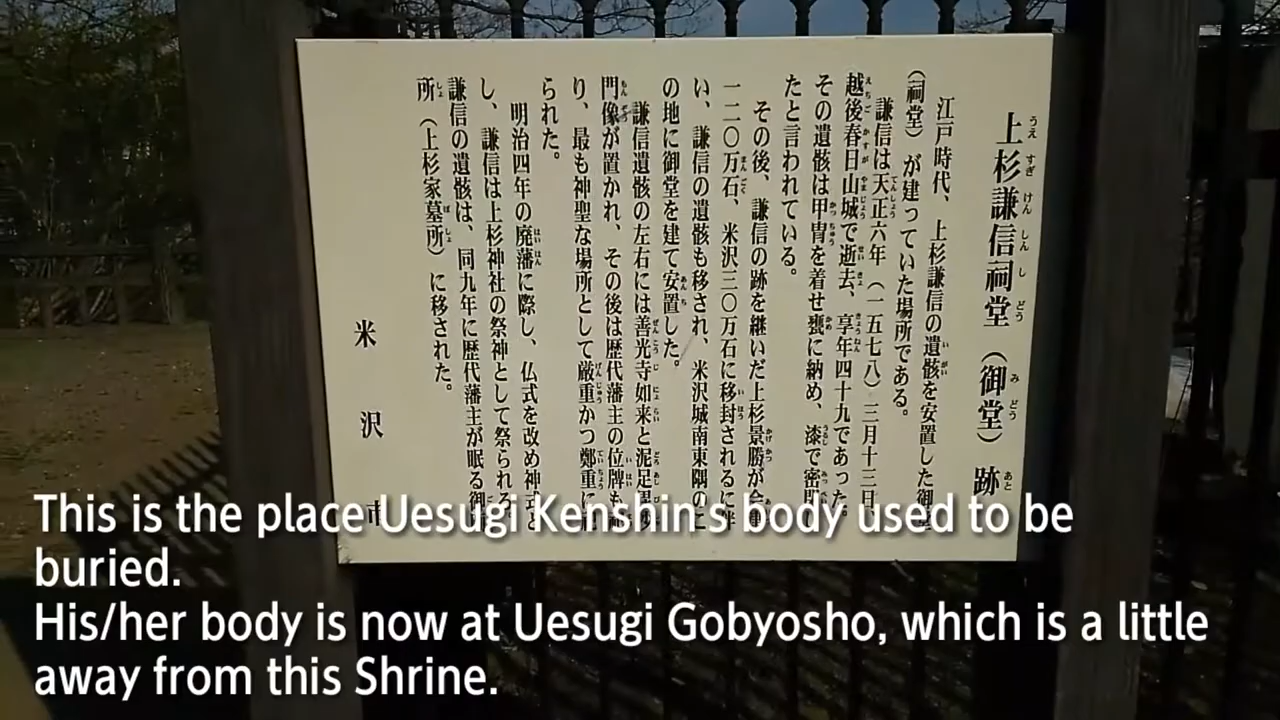 上杉謙信祠堂（御堂）跡
江戸時代、上杉謙信の遺骸を安置した御堂
（祠堂）が建っていた場所である。
謙信は天正六年（一五七八）三月十三日、
越後春日山城で逝去、享年四十九であった。
その遺骸は甲冑を着せ甕に納め、漆で密閉し
たと言われている。
その後、謙信の跡を継いだ上杉景勝が会津
一二〇万石、米沢三〇万石に移封されるに伴
い、謙信の遺骸も移され、米沢城南東隅のこ
の地に御堂を建て安置した。
謙信遺骸の左右には善光寺如来と泥足毘沙
門像が置かれ、その後は歴代藩主の位牌も
り、最も神聖な場所として厳重かつ鄭重に
られた。
明治四年の廃藩に際し、仏式を改め神式と
し、謙信は上杉神社の祭神として祭られる。
謙信の遺骸は、同九年に歴代藩主が眠る御
所（上杉家墓所）に移された。
米沢市
This is the place Uesugi Kenshin's body used to be
buried.
His/her body is now at Uesugi Gobyosho, which is a little
away from this Shrine.